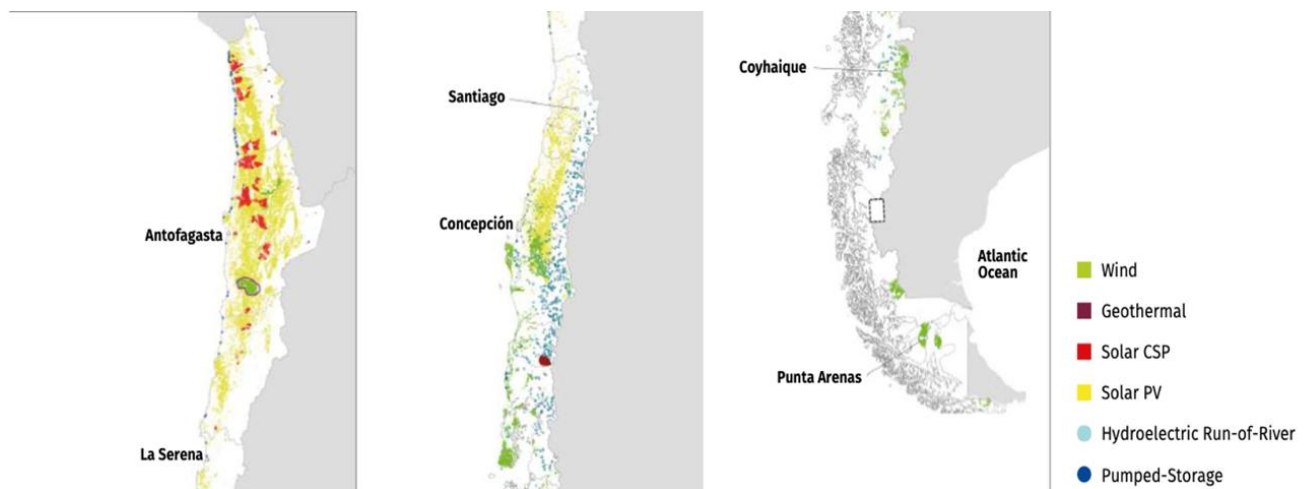 Antofagasta
La Serena
Santiago
Concepción
Coyhaique
Atlantic
Ocean
Punta Arenas
Wind
Geothermal
Solar CSP
Solar PV
Hydroelectric Run-of-River
Pumped-Storage